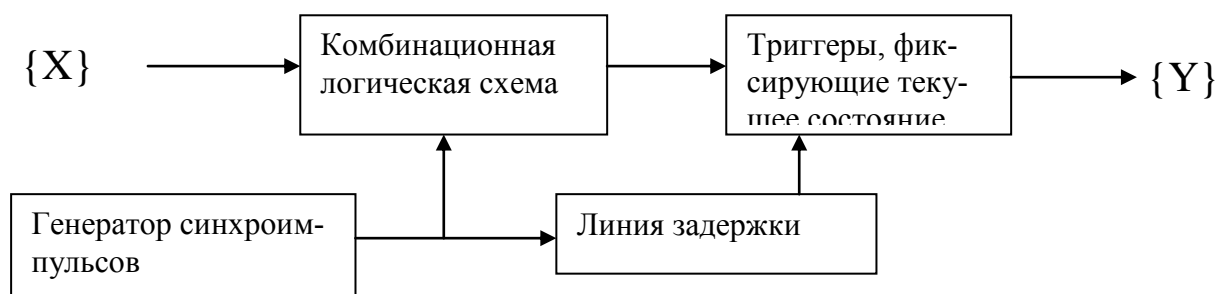 {X}
Комбинационная
логическая схема
Триггеры, фик-
сирующие теку-
щее состояние
{Y}
Генератор синхроим-
пульсов
Линия задержки